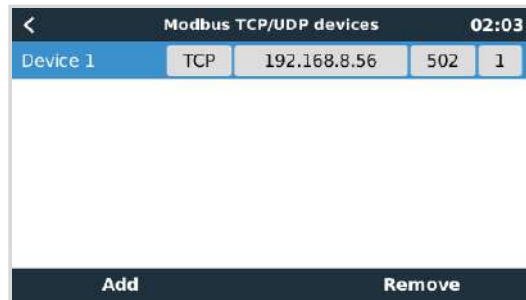 < Modbus TCP/UDP devices 02:03
Device 1 TCP 192.168.8.56 502 1
Add Remove